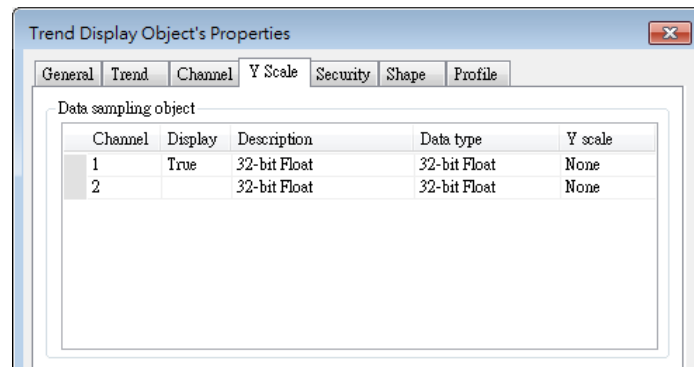 Trend Display Object's Properties
General Trend Channel Y Scale Security Shape Profile
Data sampling object
Channel Display Description Data type Y scale
1 True 32-bit Float 32-bit Float None
2 32-bit Float 32-bit Float None